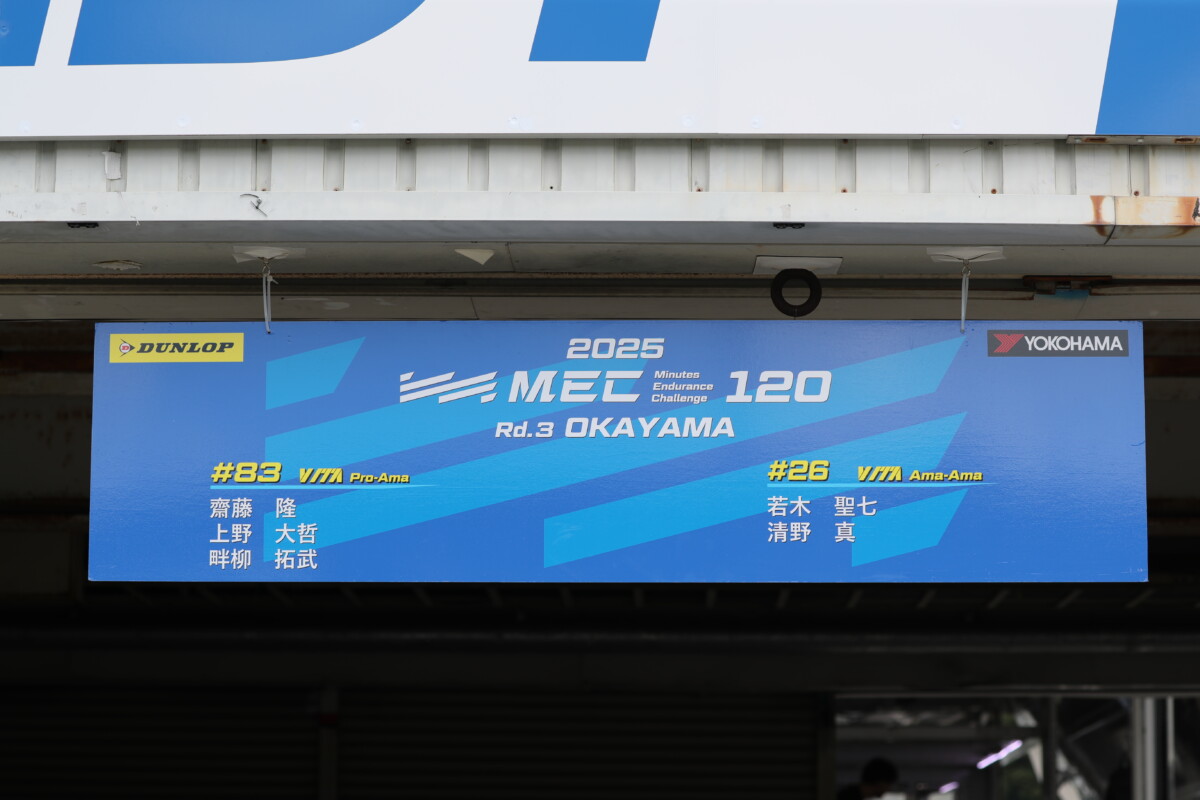 DUNLOP
YOKOHAMA
2025
MEC Minutes Endurance Challenge 120
Rd.3 OKAYAMA
#83 VITA Pro-Ama
齋藤　隆
上野　大哲
畔柳　拓武
#26 VITA Ama-Ama
若木　聖七
清野　真